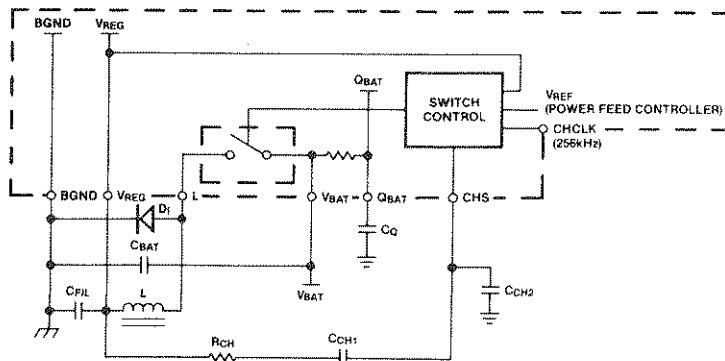 BGND VREG
QBAT
SWITCH
CONTROL
VREF
(POWER FEED CONTROLLER)
CHCLK
(256kHz)
BGND VREG L VBAT QBAT CHS
D1
CQ
CBAT
VBAT
CFIL L
CCH2
RCH CCH1